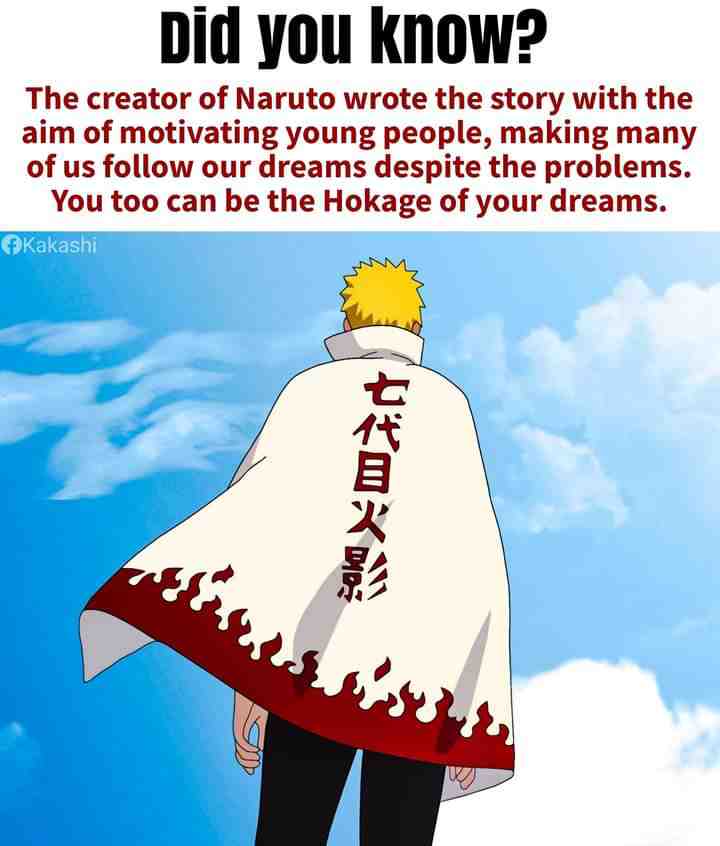 Did you know?
The creator of Naruto wrote the story with the
aim of motivating young people, making many
of us follow our dreams despite the problems.
You too can be the Hokage of your dreams.
Kakashi
七代目火影